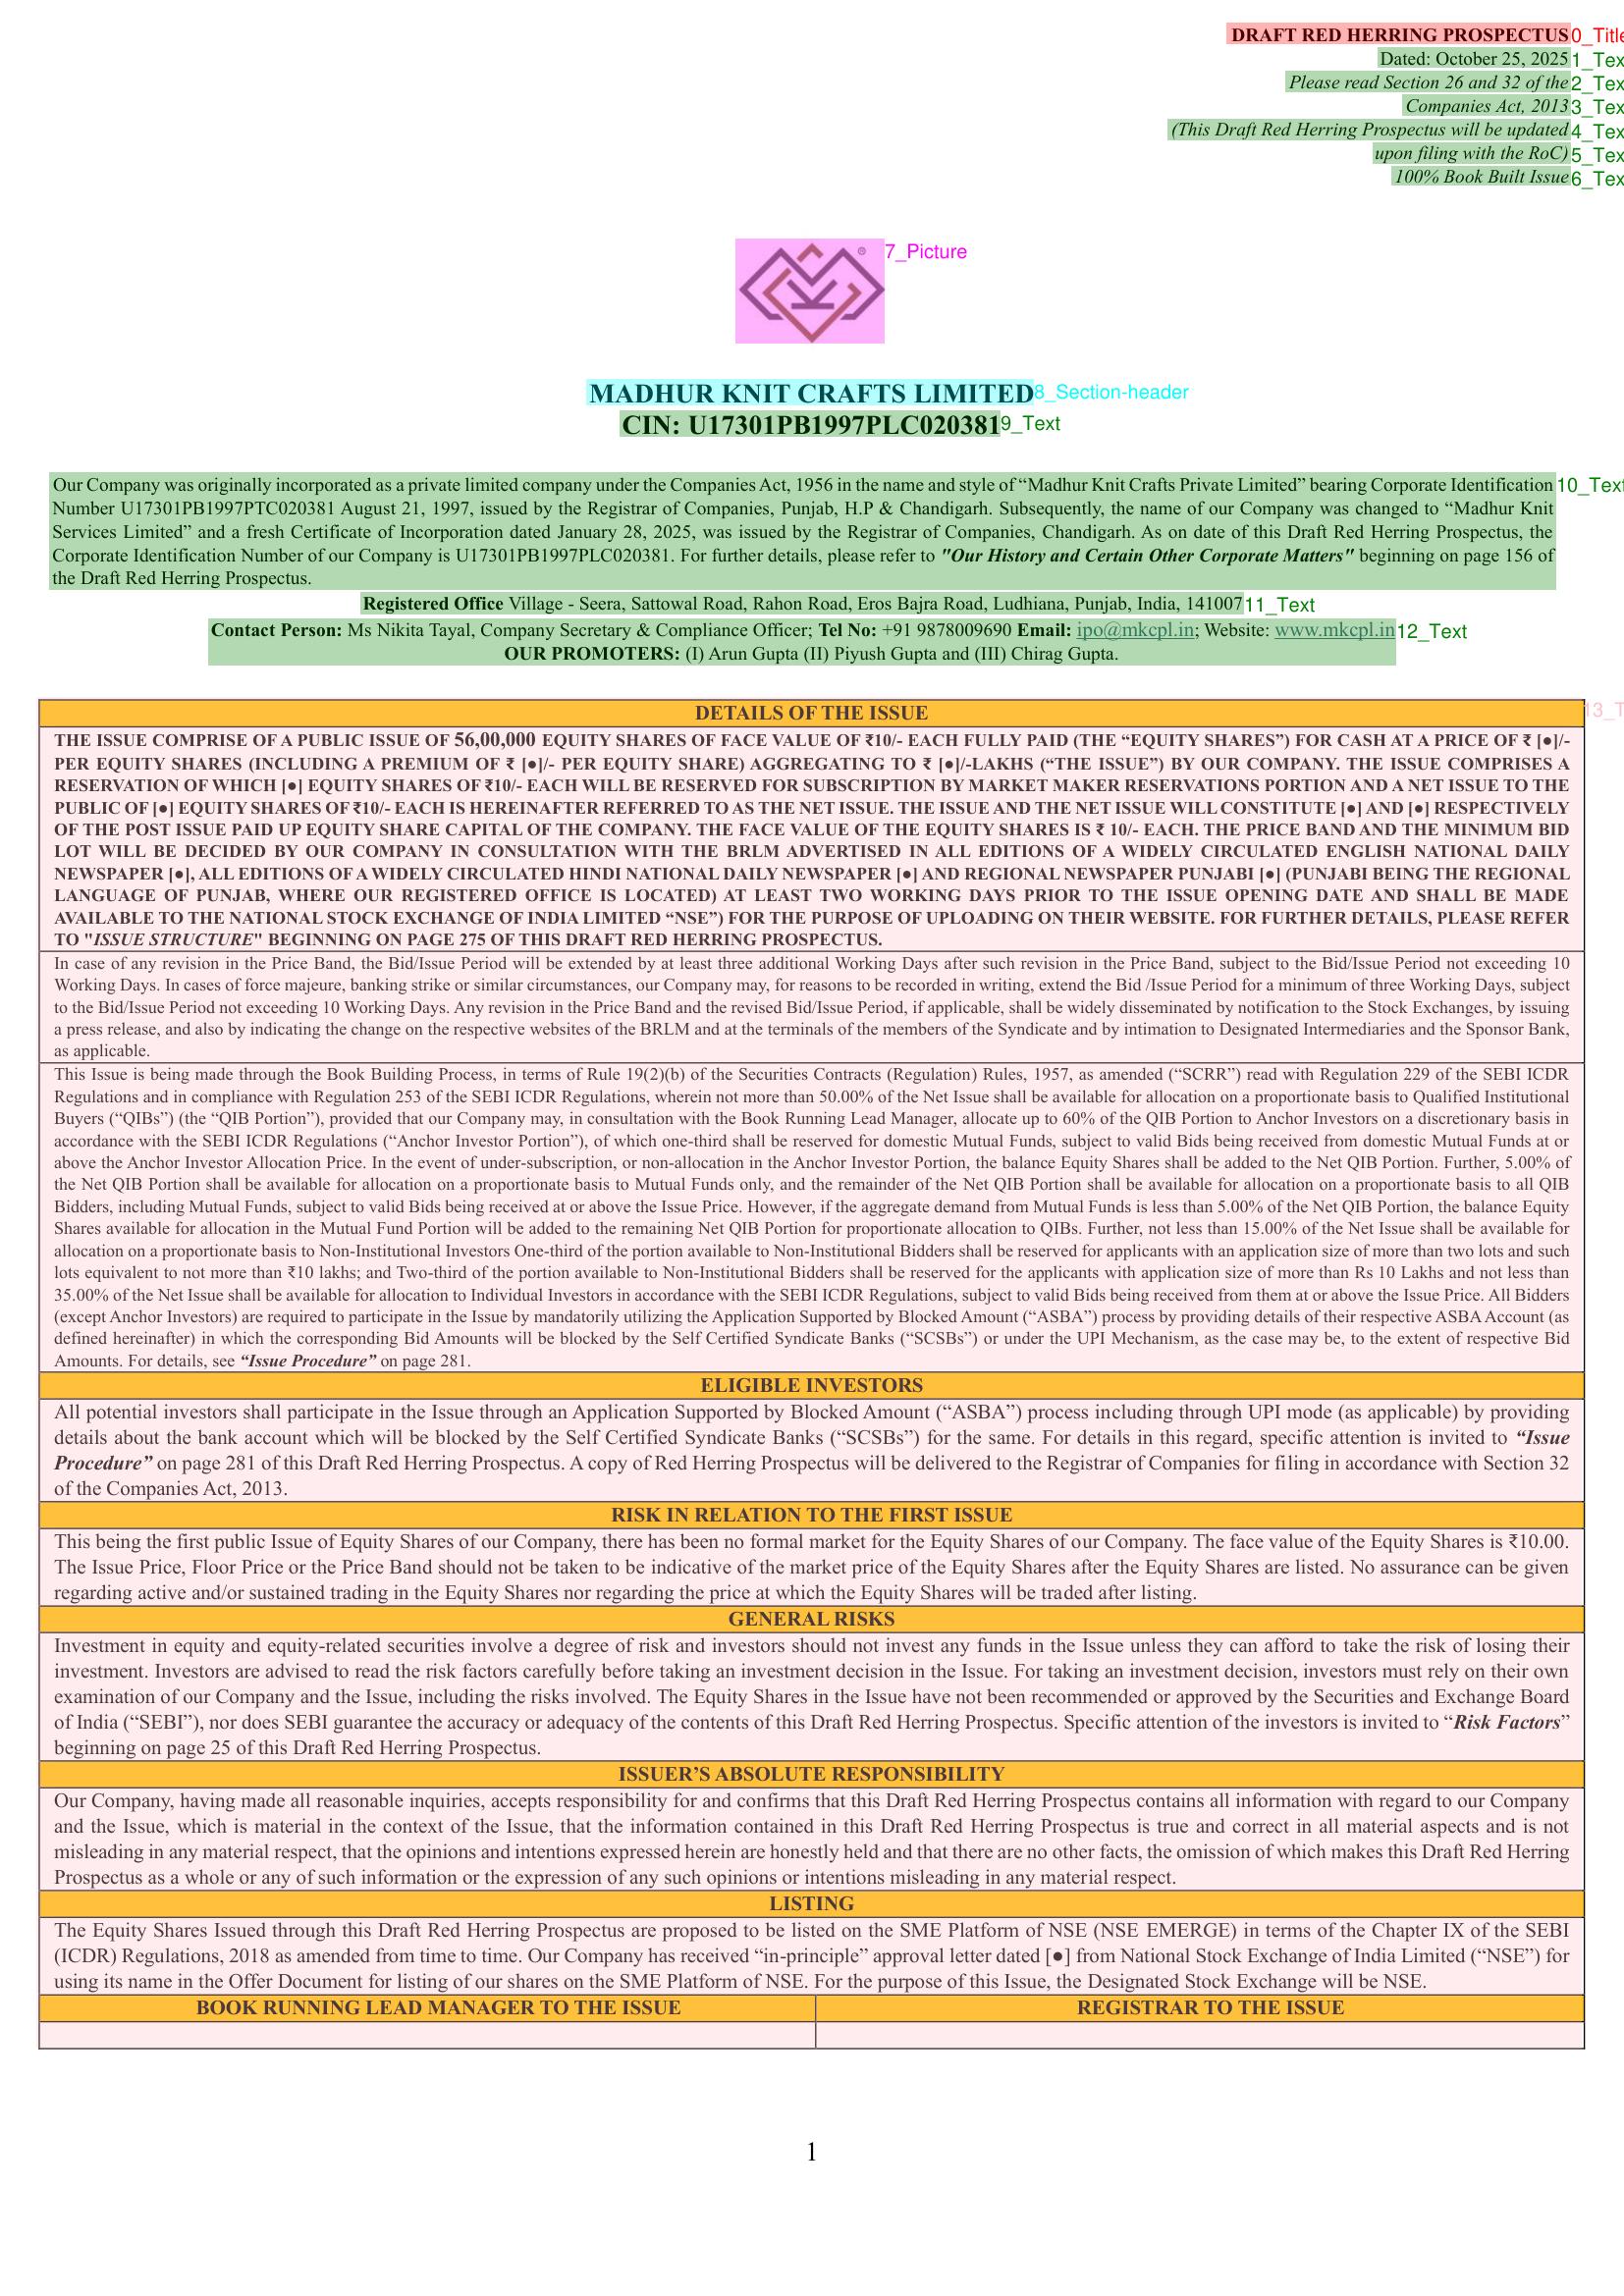 DRAFT RED HERRING PROSPECTUS 0_Title
Dated: October 25, 2025 1_Tex
Please read Section 26 and 32 of the 2_Tex
Companies Act, 2013 3_Tex
(This Draft Red Herring Prospectus will be updated 4_Tex
upon filing with the RoC) 5_Tex
100% Book Built Issue 6_Tex
® 7_Picture
MADHUR KNIT CRAFTS LIMITED 8_Section-header
CIN: U17301PB1997PLC020381 9_Text
Our Company was originally incorporated as a private limited company under the Companies Act, 1956 in the name and style of “Madhur Knit Crafts Private Limited” bearing Corporate Identification 10_Text
Number U17301PB1997PTC020381 August 21, 1997, issued by the Registrar of Companies, Punjab, H.P & Chandigarh. Subsequently, the name of our Company was changed to “Madhur Knit
Services Limited” and a fresh Certificate of Incorporation dated January 28, 2025, was issued by the Registrar of Companies, Chandigarh. As on date of this Draft Red Herring Prospectus, the
Corporate Identification Number of our Company is U17301PB1997PLC020381. For further details, please refer to "Our History and Certain Other Corporate Matters" beginning on page 156 of
the Draft Red Herring Prospectus.
Registered Office Village - Seera, Sattowal Road, Rahon Road, Eros Bajra Road, Ludhiana, Punjab, India, 141007 11_Text
Contact Person: Ms Nikita Tayal, Company Secretary & Compliance Officer; Tel No: +91 9878009690 Email: ipo@mkcpl.in; Website: www.mkcpl.in 12_Text
OUR PROMOTERS: (I) Arun Gupta (II) Piyush Gupta and (III) Chirag Gupta.
DETAILS OF THE ISSUE 13_T
THE ISSUE COMPRISE OF A PUBLIC ISSUE OF 56,00,000 EQUITY SHARES OF FACE VALUE OF ₹10/- EACH FULLY PAID (THE “EQUITY SHARES”) FOR CASH AT A PRICE OF ₹ [●]/-
PER EQUITY SHARES (INCLUDING A PREMIUM OF ₹ [●]/- PER EQUITY SHARE) AGGREGATING TO ₹ [●]/-LAKHS (“THE ISSUE”) BY OUR COMPANY. THE ISSUE COMPRISES A
RESERVATION OF WHICH [●] EQUITY SHARES OF ₹10/- EACH WILL BE RESERVED FOR SUBSCRIPTION BY MARKET MAKER RESERVATIONS PORTION AND A NET ISSUE TO THE
PUBLIC OF [●] EQUITY SHARES OF ₹10/- EACH IS HEREINAFTER REFERRED TO AS THE NET ISSUE. THE ISSUE AND THE NET ISSUE WILL CONSTITUTE [●] AND [●] RESPECTIVELY
OF THE POST ISSUE PAID UP EQUITY SHARE CAPITAL OF THE COMPANY. THE FACE VALUE OF THE EQUITY SHARES IS ₹ 10/- EACH. THE PRICE BAND AND THE MINIMUM BID
LOT WILL BE DECIDED BY OUR COMPANY IN CONSULTATION WITH THE BRLM ADVERTISED IN ALL EDITIONS OF A WIDELY CIRCULATED ENGLISH NATIONAL DAILY
NEWSPAPER [●], ALL EDITIONS OF A WIDELY CIRCULATED HINDI NATIONAL DAILY NEWSPAPER [●] AND REGIONAL NEWSPAPER PUNJABI [●] (PUNJABI BEING THE REGIONAL
LANGUAGE OF PUNJAB, WHERE OUR REGISTERED OFFICE IS LOCATED) AT LEAST TWO WORKING DAYS PRIOR TO THE ISSUE OPENING DATE AND SHALL BE MADE
AVAILABLE TO THE NATIONAL STOCK EXCHANGE OF INDIA LIMITED “NSE”) FOR THE PURPOSE OF UPLOADING ON THEIR WEBSITE. FOR FURTHER DETAILS, PLEASE REFER
TO "ISSUE STRUCTURE" BEGINNING ON PAGE 275 OF THIS DRAFT RED HERRING PROSPECTUS.
In case of any revision in the Price Band, the Bid/Issue Period will be extended by at least three additional Working Days after such revision in the Price Band, subject to the Bid/Issue Period not exceeding 10
Working Days. In cases of force majeure, banking strike or similar circumstances, our Company may, for reasons to be recorded in writing, extend the Bid /Issue Period for a minimum of three Working Days, subject
to the Bid/Issue Period not exceeding 10 Working Days. Any revision in the Price Band and the revised Bid/Issue Period, if applicable, shall be widely disseminated by notification to the Stock Exchanges, by issuing
a press release, and also by indicating the change on the respective websites of the BRLM and at the terminals of the members of the Syndicate and by intimation to Designated Intermediaries and the Sponsor Bank,
as applicable.
This Issue is being made through the Book Building Process, in terms of Rule 19(2)(b) of the Securities Contracts (Regulation) Rules, 1957, as amended (“SCRR”) read with Regulation 229 of the SEBI ICDR
Regulations and in compliance with Regulation 253 of the SEBI ICDR Regulations, wherein not more than 50.00% of the Net Issue shall be available for allocation on a proportionate basis to Qualified Institutional
Buyers (“QIBs”) (the “QIB Portion”), provided that our Company may, in consultation with the Book Running Lead Manager, allocate up to 60% of the QIB Portion to Anchor Investors on a discretionary basis in
accordance with the SEBI ICDR Regulations (“Anchor Investor Portion”), of which one-third shall be reserved for domestic Mutual Funds, subject to valid Bids being received from domestic Mutual Funds at or
above the Anchor Investor Allocation Price. In the event of under-subscription, or non-allocation in the Anchor Investor Portion, the balance Equity Shares shall be added to the Net QIB Portion. Further, 5.00% of
the Net QIB Portion shall be available for allocation on a proportionate basis to Mutual Funds only, and the remainder of the Net QIB Portion shall be available for allocation on a proportionate basis to all QIB
Bidders, including Mutual Funds, subject to valid Bids being received at or above the Issue Price. However, if the aggregate demand from Mutual Funds is less than 5.00% of the Net QIB Portion, the balance Equity
Shares available for allocation in the Mutual Fund Portion will be added to the remaining Net QIB Portion for proportionate allocation to QIBs. Further, not less than 15.00% of the Net Issue shall be available for
allocation on a proportionate basis to Non-Institutional Investors One-third of the portion available to Non-Institutional Bidders shall be reserved for applicants with an application size of more than two lots and such
lots equivalent to not more than ₹10 lakhs; and Two-third of the portion available to Non-Institutional Bidders shall be reserved for the applicants with application size of more than Rs 10 Lakhs and not less than
35.00% of the Net Issue shall be available for allocation to Individual Investors in accordance with the SEBI ICDR Regulations, subject to valid Bids being received from them at or above the Issue Price. All Bidders
(except Anchor Investors) are required to participate in the Issue by mandatorily utilizing the Application Supported by Blocked Amount (“ASBA”) process by providing details of their respective ASBA Account (as
defined hereinafter) in which the corresponding Bid Amounts will be blocked by the Self Certified Syndicate Banks (“SCSBs”) or under the UPI Mechanism, as the case may be, to the extent of respective Bid
Amounts. For details, see “Issue Procedure” on page 281.
ELIGIBLE INVESTORS
All potential investors shall participate in the Issue through an Application Supported by Blocked Amount (“ASBA”) process including through UPI mode (as applicable) by providing
details about the bank account which will be blocked by the Self Certified Syndicate Banks (“SCSBs”) for the same. For details in this regard, specific attention is invited to “Issue
Procedure” on page 281 of this Draft Red Herring Prospectus. A copy of Red Herring Prospectus will be delivered to the Registrar of Companies for filing in accordance with Section 32
of the Companies Act, 2013.
RISK IN RELATION TO THE FIRST ISSUE
This being the first public Issue of Equity Shares of our Company, there has been no formal market for the Equity Shares of our Company. The face value of the Equity Shares is ₹10.00.
The Issue Price, Floor Price or the Price Band should not be taken to be indicative of the market price of the Equity Shares after the Equity Shares are listed. No assurance can be given
regarding active and/or sustained trading in the Equity Shares nor regarding the price at which the Equity Shares will be traded after listing.
GENERAL RISKS
Investment in equity and equity-related securities involve a degree of risk and investors should not invest any funds in the Issue unless they can afford to take the risk of losing their
investment. Investors are advised to read the risk factors carefully before taking an investment decision in the Issue. For taking an investment decision, investors must rely on their own
examination of our Company and the Issue, including the risks involved. The Equity Shares in the Issue have not been recommended or approved by the Securities and Exchange Board
of India (“SEBI”), nor does SEBI guarantee the accuracy or adequacy of the contents of this Draft Red Herring Prospectus. Specific attention of the investors is invited to “Risk Factors”
beginning on page 25 of this Draft Red Herring Prospectus.
ISSUER’S ABSOLUTE RESPONSIBILITY
Our Company, having made all reasonable inquiries, accepts responsibility for and confirms that this Draft Red Herring Prospectus contains all information with regard to our Company
and the Issue, which is material in the context of the Issue, that the information contained in this Draft Red Herring Prospectus is true and correct in all material aspects and is not
misleading in any material respect, that the opinions and intentions expressed herein are honestly held and that there are no other facts, the omission of which makes this Draft Red Herring
Prospectus as a whole or any of such information or the expression of any such opinions or intentions misleading in any material respect.
LISTING
The Equity Shares Issued through this Draft Red Herring Prospectus are proposed to be listed on the SME Platform of NSE (NSE EMERGE) in terms of the Chapter IX of the SEBI
(ICDR) Regulations, 2018 as amended from time to time. Our Company has received “in-principle” approval letter dated [●] from National Stock Exchange of India Limited (“NSE”) for
using its name in the Offer Document for listing of our shares on the SME Platform of NSE. For the purpose of this Issue, the Designated Stock Exchange will be NSE.
BOOK RUNNING LEAD MANAGER TO THE ISSUE REGISTRAR TO THE ISSUE
1